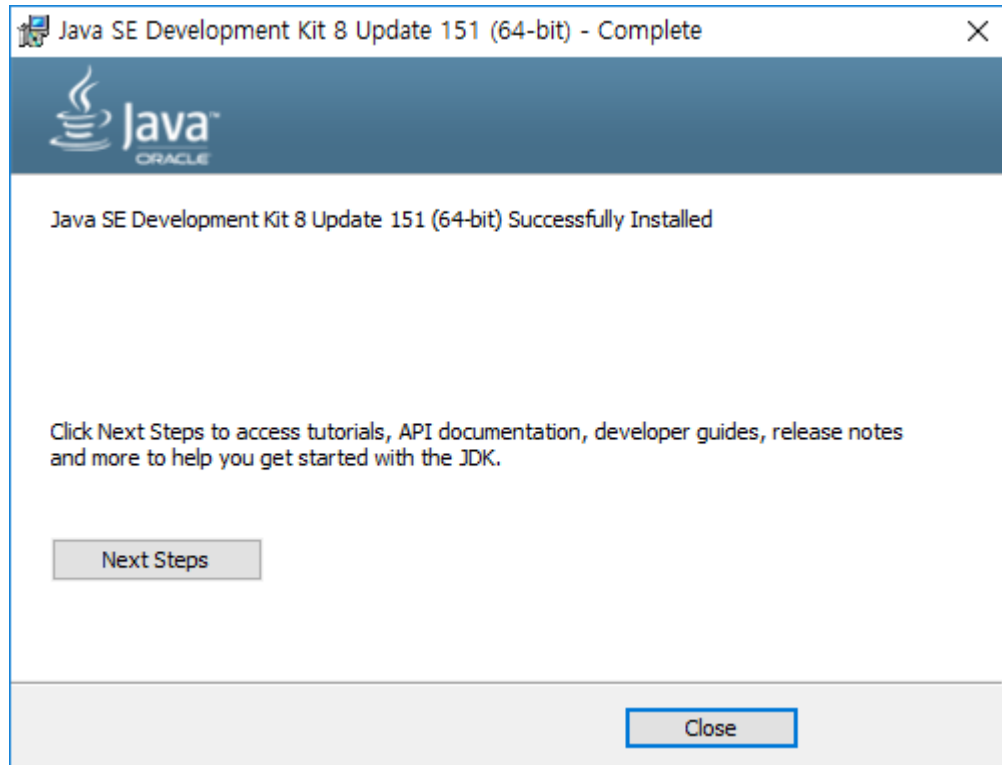 Java SE Development Kit 8 Update 151 (64-bit) - Complete
Java™
ORACLE
Java SE Development Kit 8 Update 151 (64-bit) Successfully Installed
Click Next Steps to access tutorials, API documentation, developer guides, release notes
and more to help you get started with the JDK.
Next Steps
Close